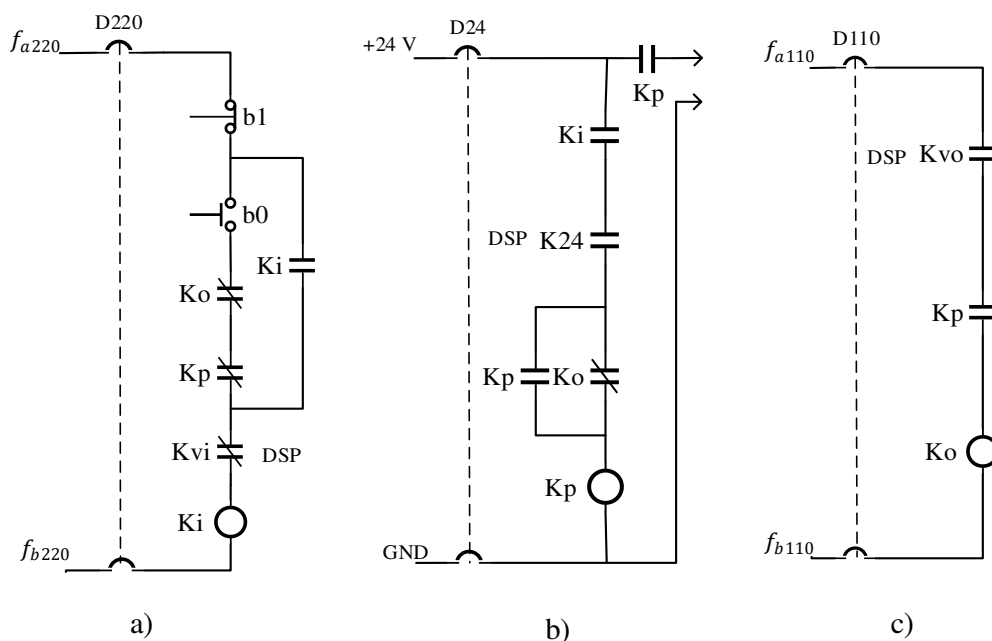 D220
fa220
b1
b0
Ki
Ko
Kp
Kvi DSP
Ki
fb220
a)
+24 V D24
Kp
Ki
DSP K24
Kp Ko
Kp
GND
b)
D110
fa110
DSP Kvo
Kp
Ko
fb110
c)